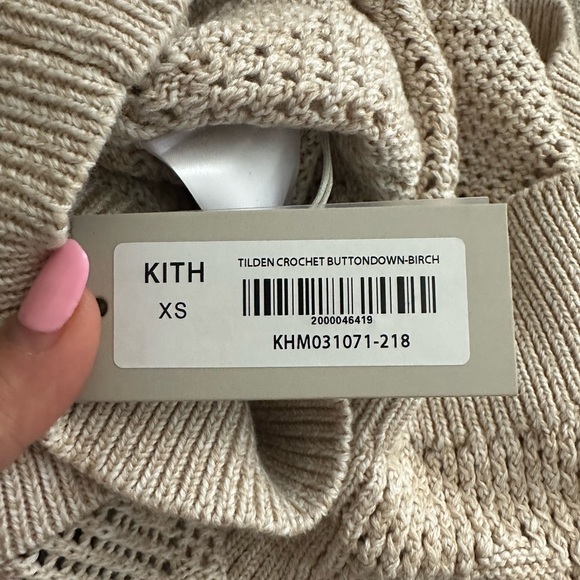 KITH
XS
TILDEN CROCHET BUTTONDOWN-BIRCH
2000046419
KHM031071-218